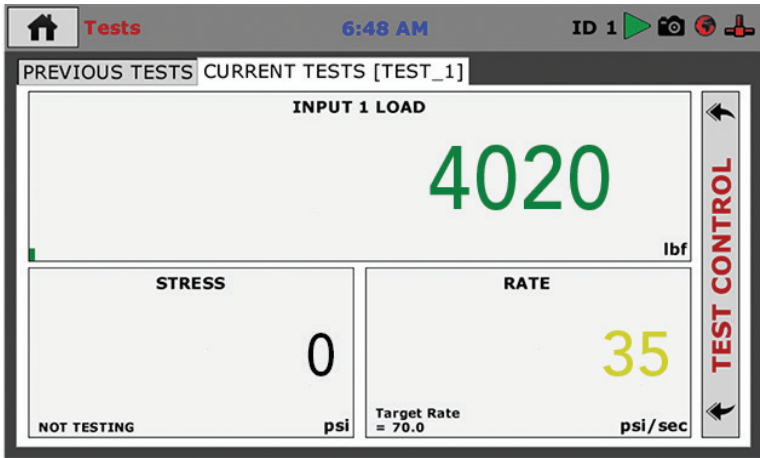 Tests 6:48 AM ID 1
PREVIOUS TESTS CURRENT TESTS [TEST_1]
INPUT 1 LOAD
4020
lbf
STRESS
0
NOT TESTING psi
RATE
35
Target Rate
= 70.0 psi/sec
TEST CONTROL